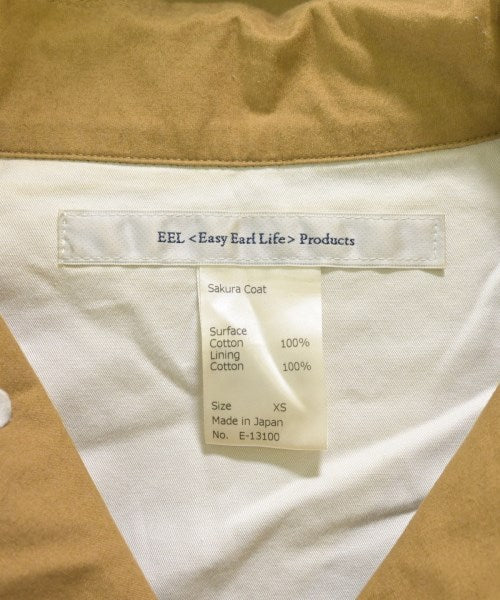 EEL <Easy Earl Life> Products
Sakura Coat
Surface
Cotton 100%
Lining
Cotton 100%
Size XS
Made in Japan
No. E-13100